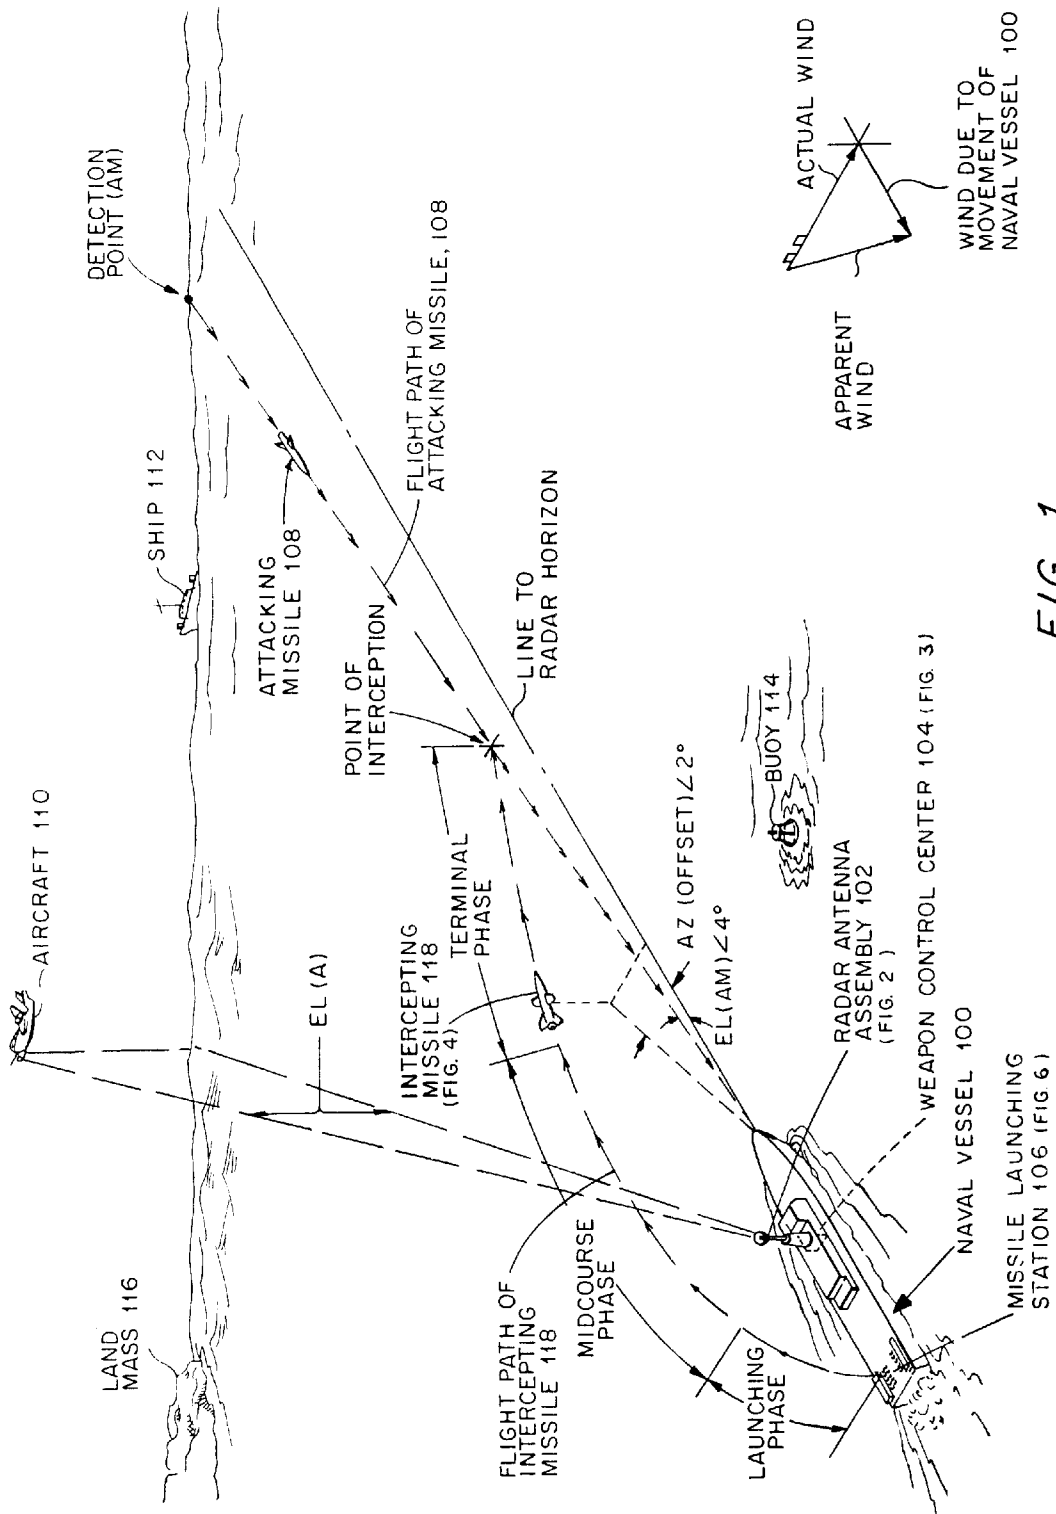 AIRCRAFT 110
LAND
MASS 116
EL(A)
SHIP 112
DETECTION
POINT (AM)
ATTACKING
MISSILE 108
POINT OF
INTERCEPTION
FLIGHT PATH OF
ATTACKING MISSILE, 108
LINE TO
RADAR HORIZON
FLIGHT PATH OF
INTERCEPTING
MISSILE 118
MIDCOURSE
PHASE
LAUNCHING
PHASE
INTERCEPTING
MISSILE 118
(FIG. 4)
TERMINAL
PHASE
AZ (OFFSET)∠2°
EL(AM)∠4°
BUOY 114
RADAR ANTENNA
ASSEMBLY 102
(FIG. 2)
WEAPON CONTROL CENTER 104 (FIG. 3)
NAVAL VESSEL 100
MISSILE LAUNCHING
STATION 106 (FIG. 6)
APPARENT
WIND
ACTUAL WIND
WIND DUE TO
MOVEMENT OF
NAVAL VESSEL 100
FIG. 1